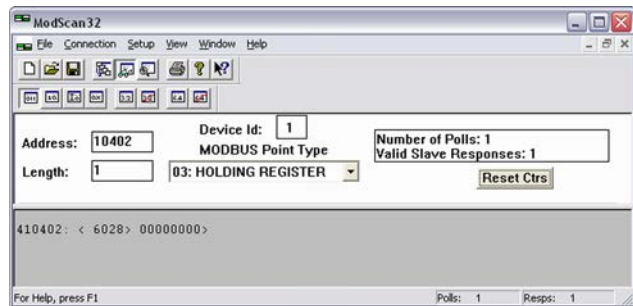 ModScan32
File Connection Setup View Window Help
Address: 10402
Device Id: 1
MODBUS Point Type
Length: 1
03: HOLDING REGISTER
Number of Polls: 1
Valid Slave Responses: 1
Reset Ctrs
410402: < 6028> 00000000>
For Help, press F1
Polls: 1
Resps: 1